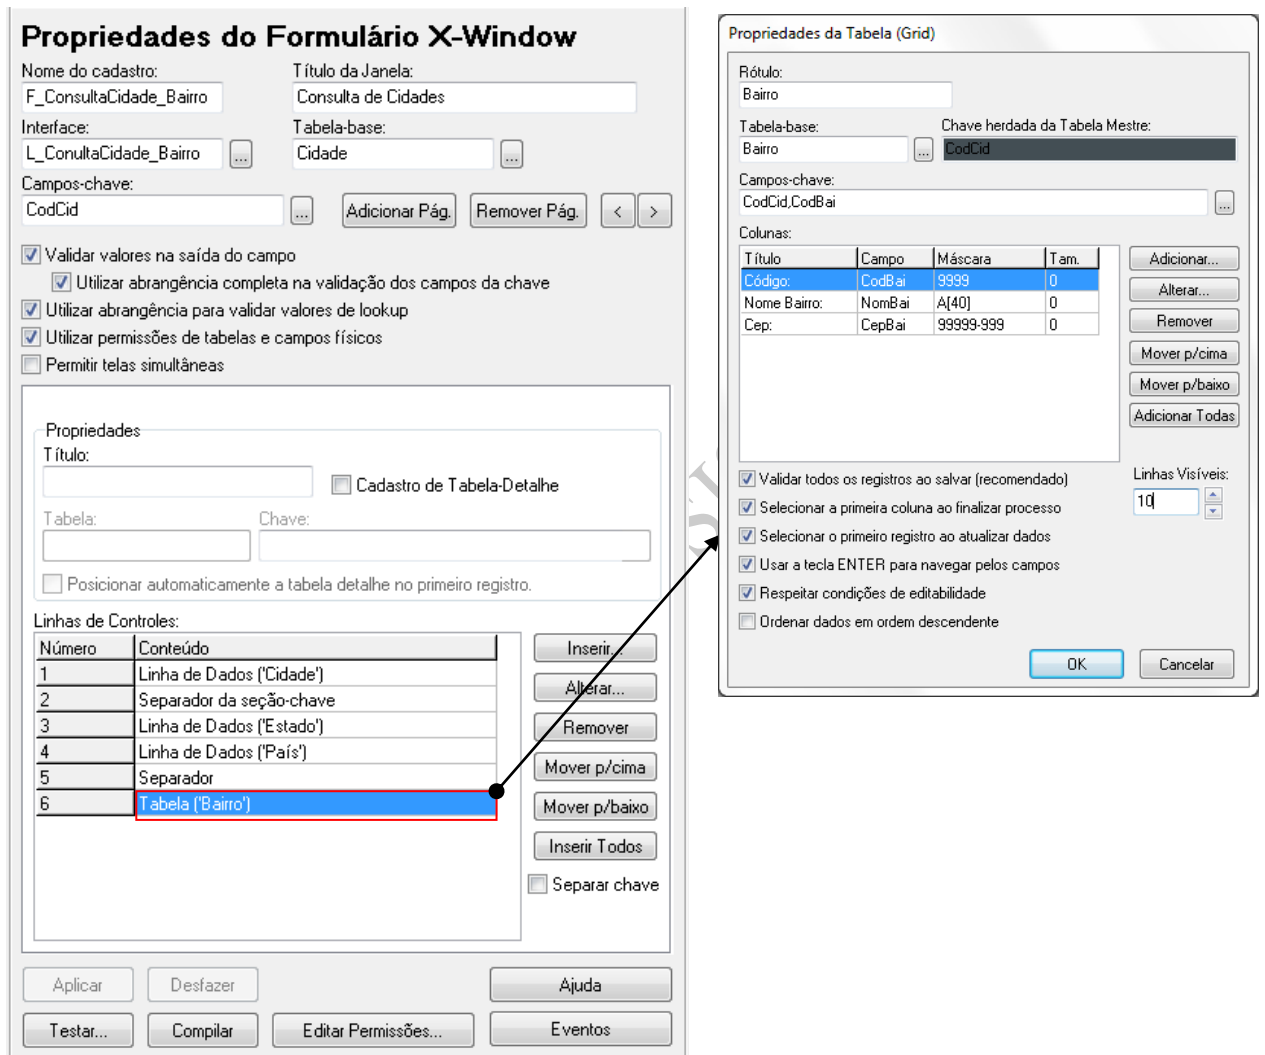 Propriedades do Formulário X-Window
Nome do cadastro: Título da Janela:
F_ConsultaCidade_Bairro Consulta de Cidades
Interface: Tabela-base:
L_ConultaCidade_Bairro ... Cidade ...
Campos-chave:
CodCid ... Adicionar Pág. Remover Pág. < >
Validar valores na saída do campo
Utilizar abrangência completa na validação dos campos da chave
Utilizar abrangência para validar valores de lookup
Utilizar permissões de tabelas e campos físicos
Permitir telas simultâneas
Propriedades
Título:
Cadastro de Tabela-Detalhe
Tabela: Chave:
Posicionar automaticamente a tabela detalhe no primeiro registro.
Linhas de Controles:
Número Conteúdo
1 Linha de Dados ('Cidade')
2 Separador da seção-chave
3 Linha de Dados ('Estado')
4 Linha de Dados ('País')
5 Separador
6 Tabela ('Bairro')
Inserir...
Alterar...
Remover
Mover p/cima
Mover p/baixo
Inserir Todos
Separar chave
Aplicar Desfazer Ajuda
Testar... Compilar Editar Permissões... Eventos
Propriedades da Tabela (Grid)
Rótulo:
Bairro
Tabela-base: Chave herdada da Tabela Mestre:
Bairro ... CodCid
Campos-chave:
CodCid,CodBai ...
Colunas:
Título Campo Máscara Tam.
Código: CodBai 9999 0
Nome Bairro: NomBai A[40] 0
Cep: CepBai 99999-999 0
Adicionar...
Alterar...
Remover
Mover p/cima
Mover p/baixo
Adicionar Todas
Validar todos os registros ao salvar (recomendado)
Selecionar a primeira coluna ao finalizar processo
Selecionar o primeiro registro ao atualizar dados
Usar a tecla ENTER para navegar pelos campos
Respeitar condições de editabilidade
Ordenar dados em ordem descendente
Linhas Visíveis:
10
OK Cancelar